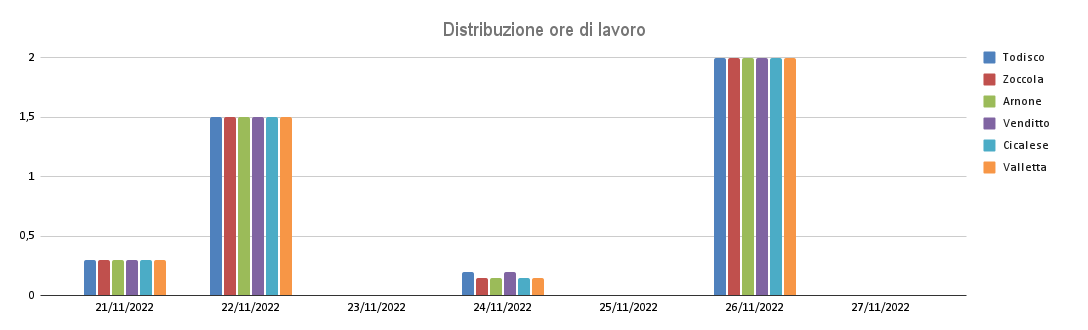 Distribuzione ore di lavoro
2
1,5
1
0,5
0
21/11/2022
22/11/2022
23/11/2022
24/11/2022
25/11/2022
26/11/2022
27/11/2022
Todisco
Zoccola
Arnone
Venditto
Cicalese
Valletta